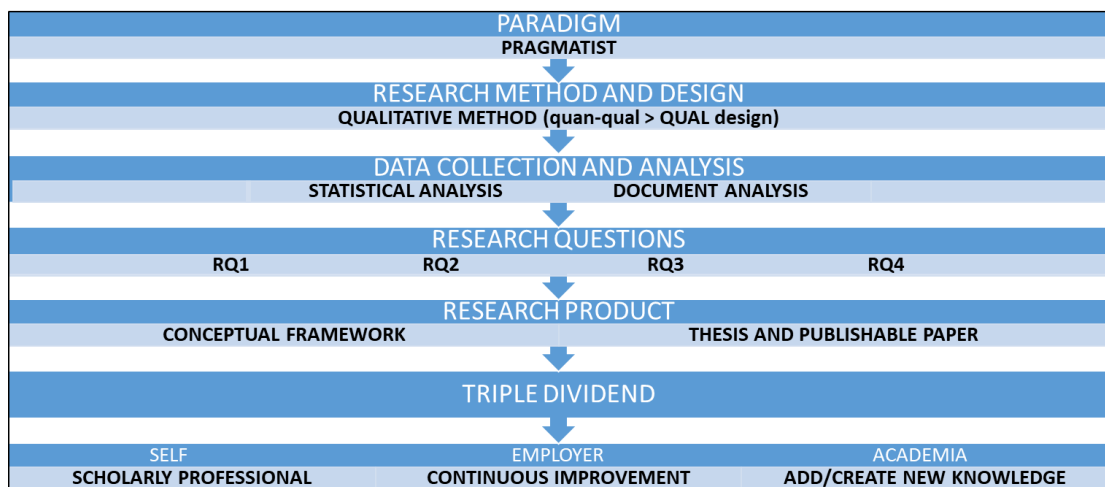 PARADIGM
PRAGMATIST
RESEARCH METHOD AND DESIGN
QUALITATIVE METHOD (quan-qual > QUAL design)
DATA COLLECTION AND ANALYSIS
STATISTICAL ANALYSIS DOCUMENT ANALYSIS
RESEARCH QUESTIONS
RQ1 RQ2 RQ3 RQ4
RESEARCH PRODUCT
CONCEPTUAL FRAMEWORK THESIS AND PUBLISHABLE PAPER
TRIPLE DIVIDEND
SELF EMPLOYER ACADEMIA
SCHOLARLY PROFESSIONAL CONTINUOUS IMPROVEMENT ADD/CREATE NEW KNOWLEDGE